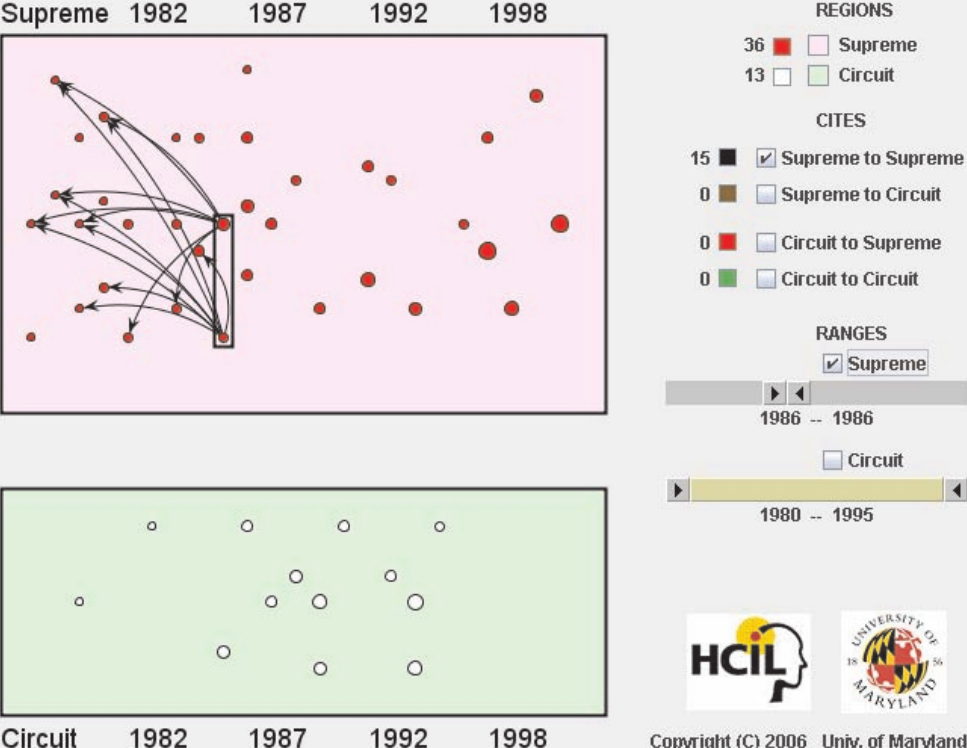 Supreme 1982 1987 1992 1998
REGIONS
36 Supreme
13 Circuit
CITES
15 Supreme to Supreme
0 Supreme to Circuit
0 Circuit to Supreme
0 Circuit to Circuit
RANGES
Supreme
1986 -- 1986
Circuit
1980 -- 1995
HCIL
UNIVERSITY OF
18 56
MARYLAND
Circuit 1982 1987 1992 1998
Copyright (C) 2006 Univ. of Maryland